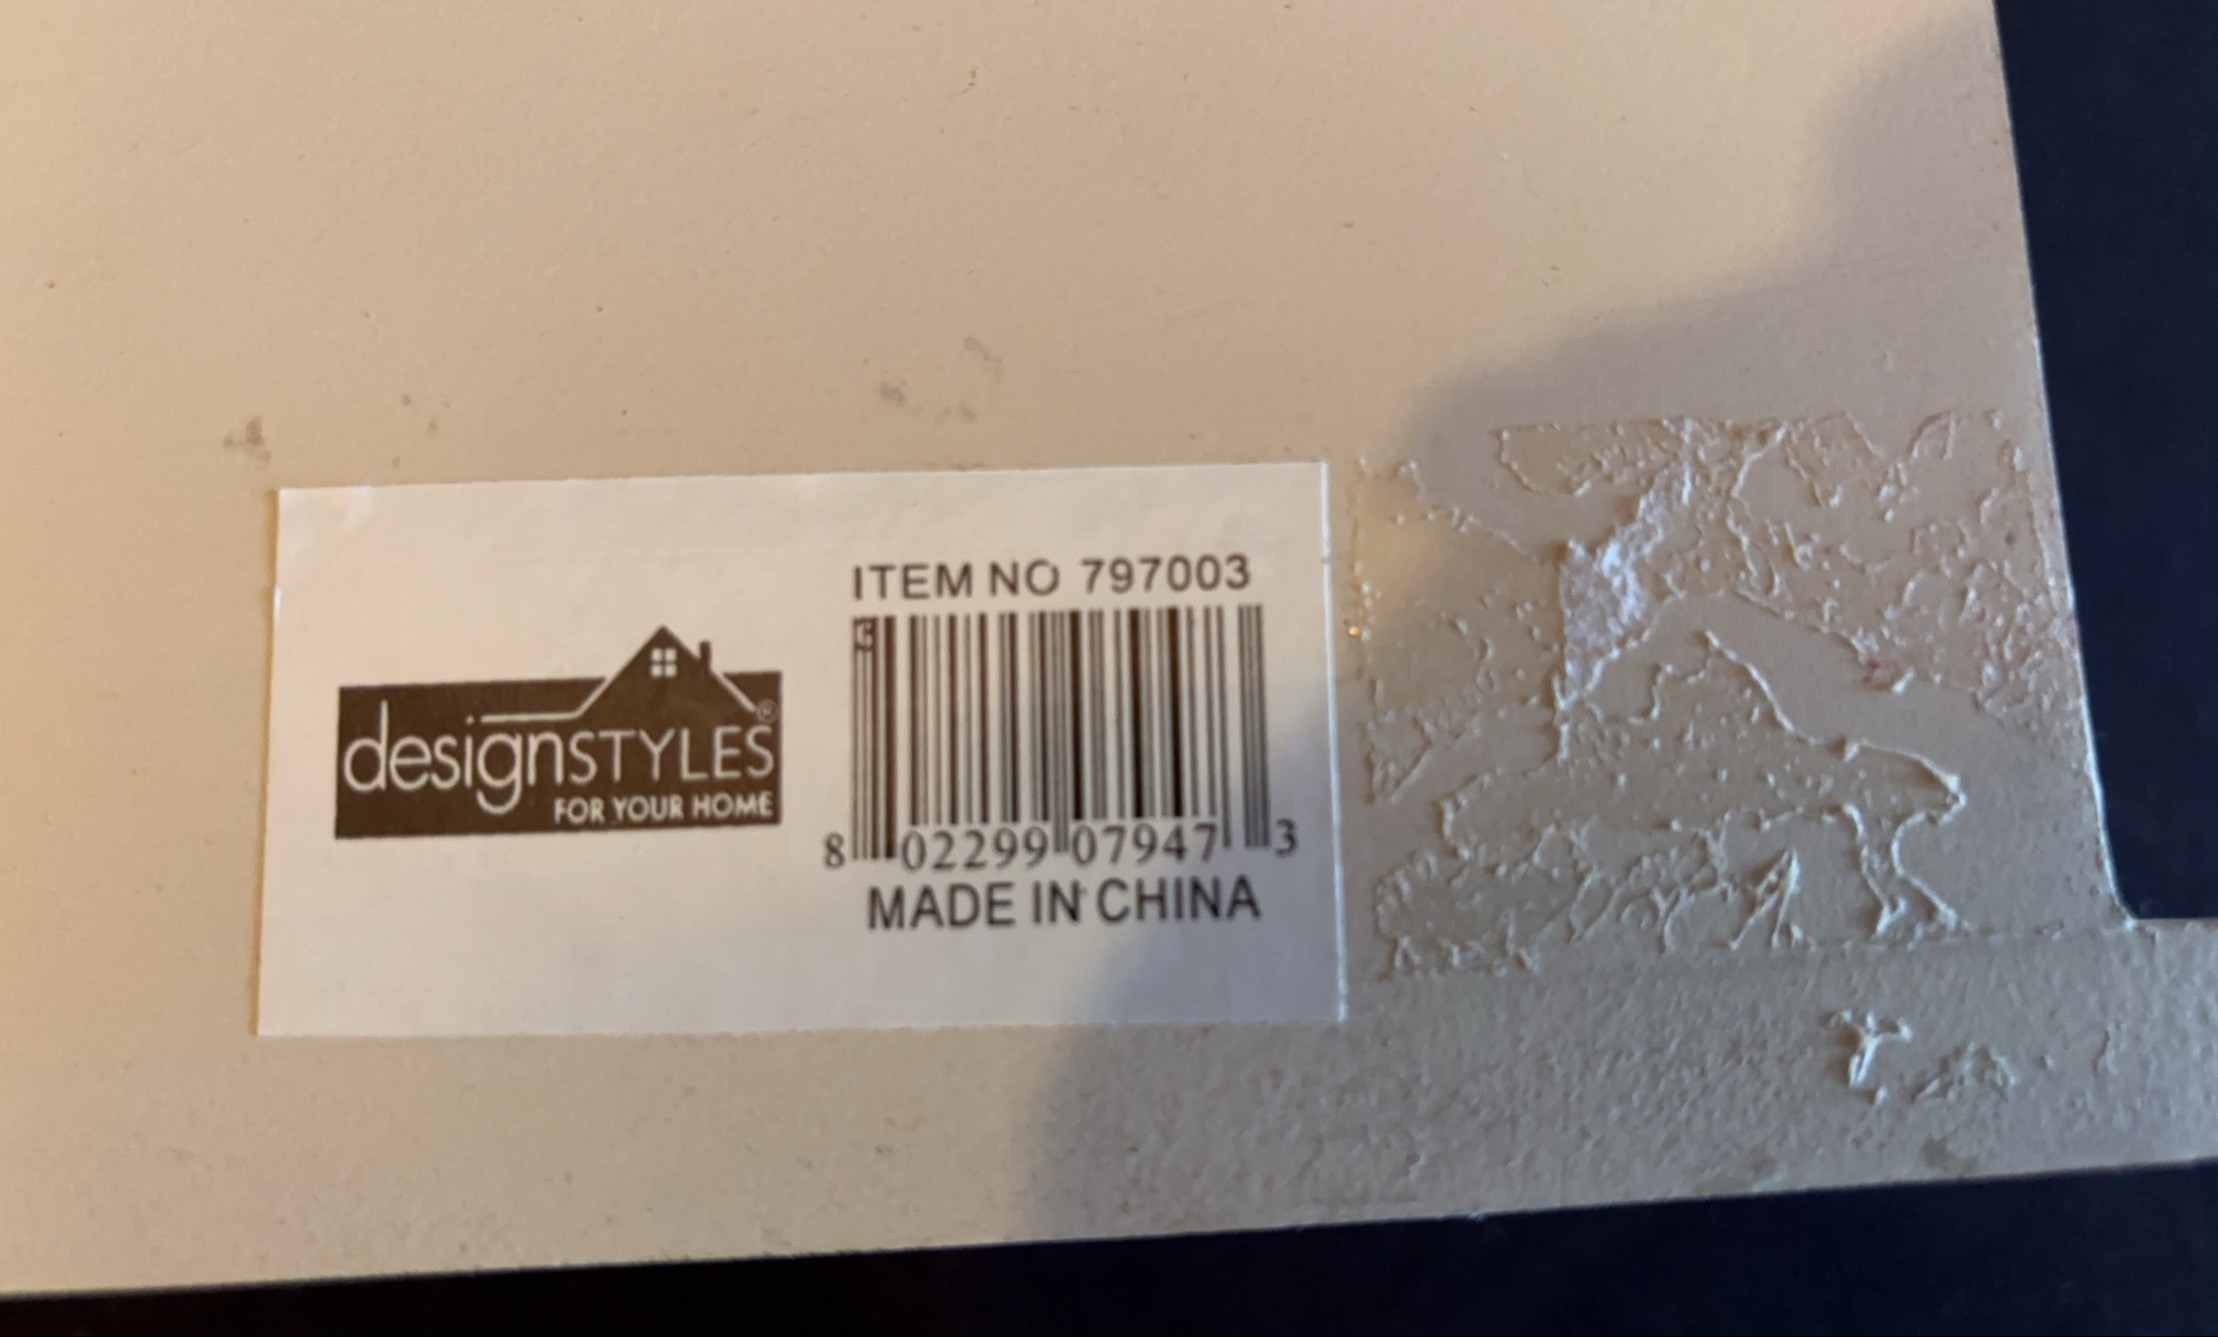 designSTYLES®
FOR YOUR HOME
ITEM NO 797003
8 02299 07947 3
MADE IN CHINA